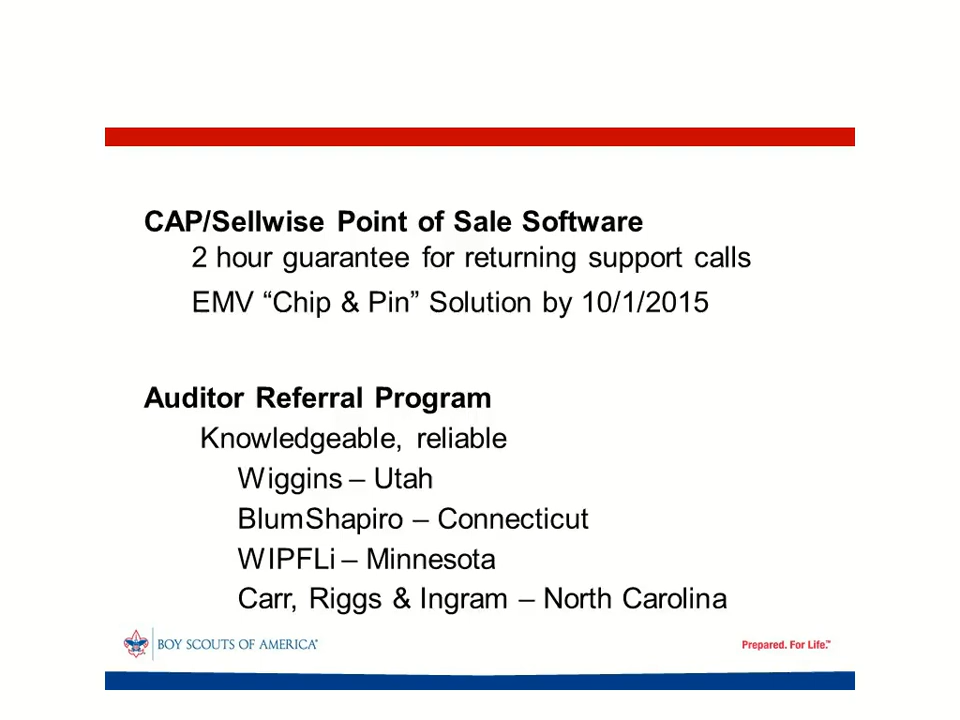 CAP/Sellwise Point of Sale Software
2 hour guarantee for returning support calls
EMV “Chip & Pin” Solution by 10/1/2015
Auditor Referral Program
Knowledgeable, reliable
Wiggins – Utah
BlumShapiro – Connecticut
WIPFLi – Minnesota
Carr, Riggs & Ingram – North Carolina
BOY SCOUTS OF AMERICA®
Prepared. For Life.™